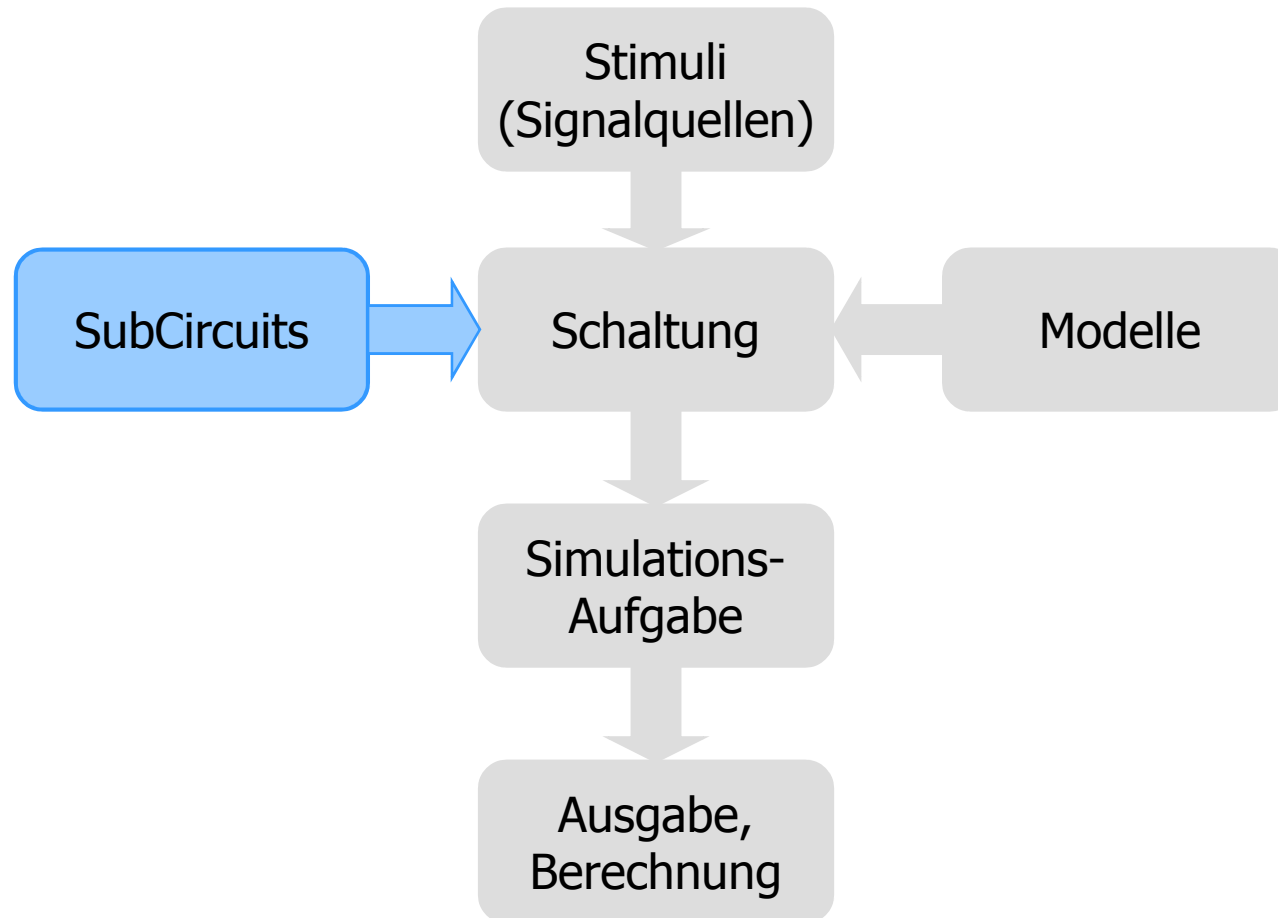 Stimuli
(Signalquellen)
SubCircuits
Schaltung
Modelle
Simulations-
Aufgabe
Ausgabe,
Berechnung